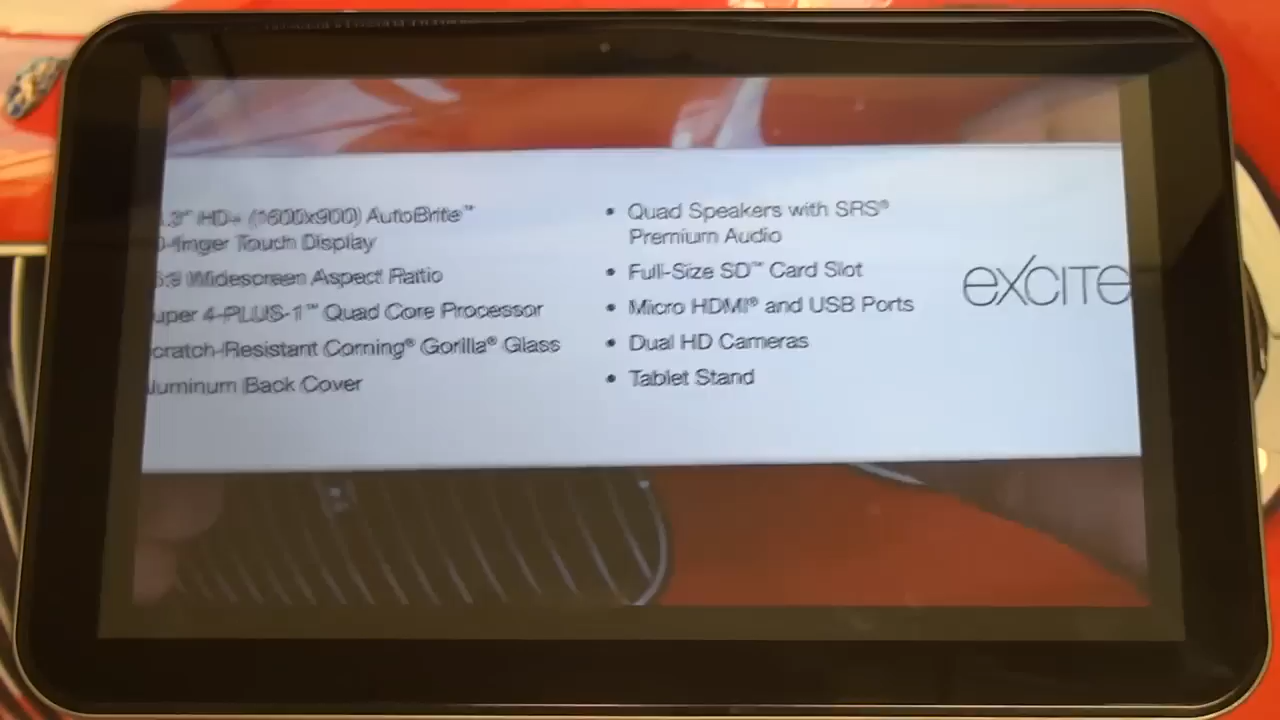 HD+ (1600x900) AutoBrite™
Touch Display
Widescreen Aspect Ratio
4-PLUS-1™ Quad Core Processor
Resistant Corning® Gorilla® Glass
Back Cover
• Quad Speakers with SRS®
Premium Audio
• Full-Size SD™ Card Slot
• Micro HDMI® and USB Ports
• Dual HD Cameras
• Tablet Stand
eXCITE